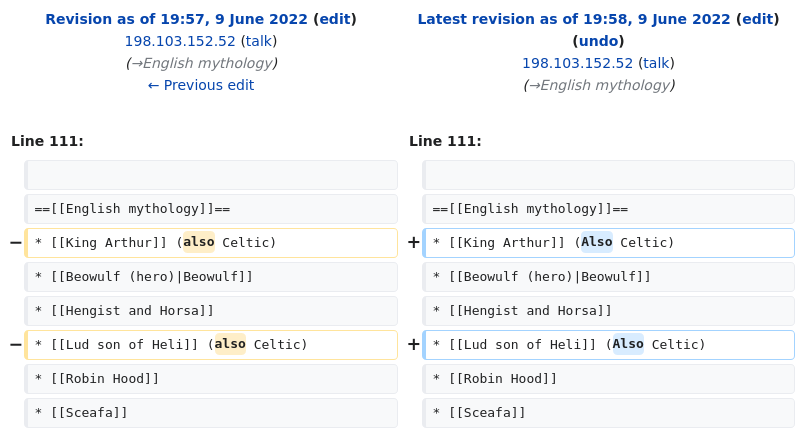 Revision as of 19:57, 9 June 2022 (edit)
198.103.152.52 (talk)
(→English mythology)
← Previous edit
Latest revision as of 19:58, 9 June 2022 (edit)
(undo)
198.103.152.52 (talk)
(→English mythology)
Line 111:
Line 111:
==[[English mythology]]==
==[[English mythology]]==
− * [[King Arthur]] (also Celtic)
+ * [[King Arthur]] (Also Celtic)
* [[Beowulf (hero)|Beowulf]]
* [[Beowulf (hero)|Beowulf]]
* [[Hengist and Horsa]]
* [[Hengist and Horsa]]
− * [[Lud son of Heli]] (also Celtic)
+ * [[Lud son of Heli]] (Also Celtic)
* [[Robin Hood]]
* [[Robin Hood]]
* [[Sceafa]]
* [[Sceafa]]